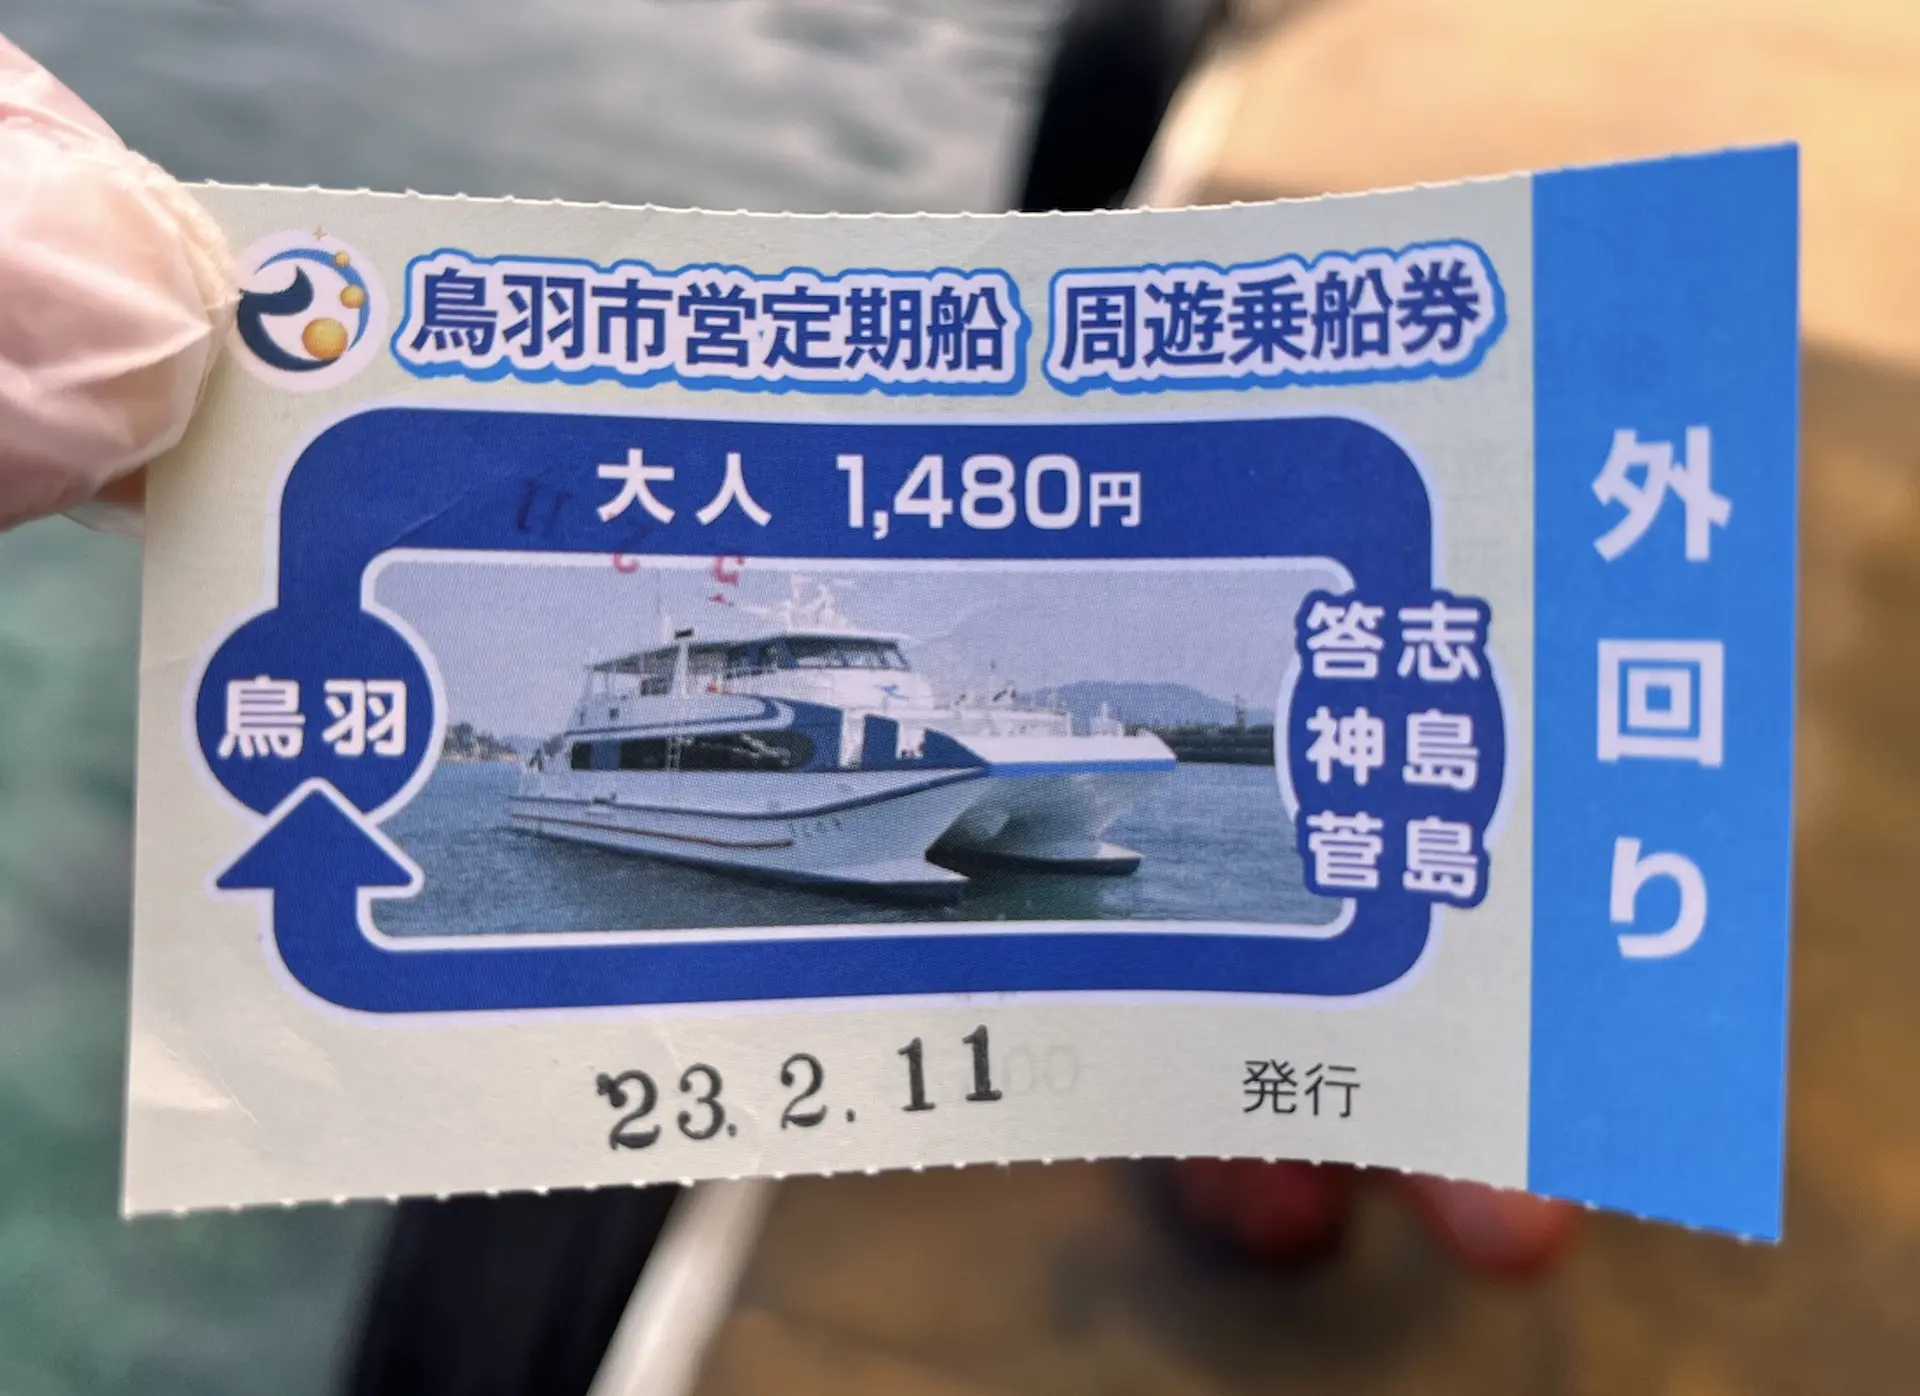 鳥羽市営定期船 周遊乗船券
大人 1,480円
鳥羽
答志
神島
菅島
23.2.11 発行
外回り